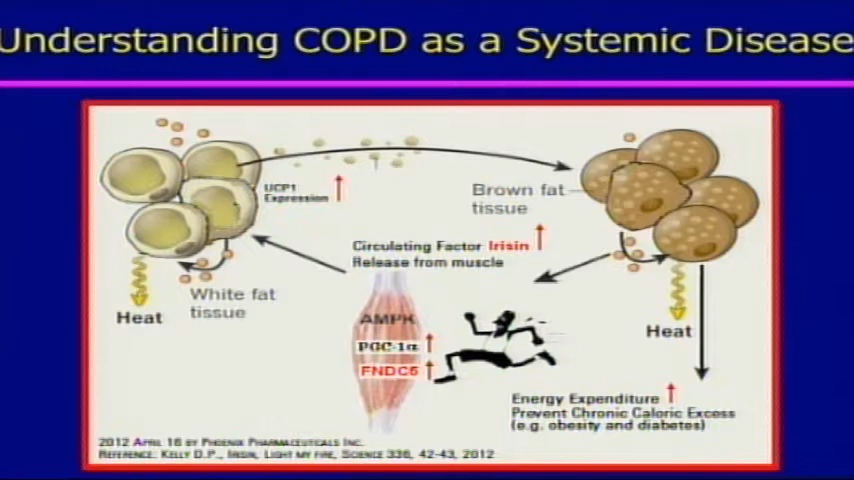 Understanding COPD as a Systemic Disease
UCP1
Expression
Brown fat
tissue
Circulating Factor Irisin
Release from muscle
White fat
tissue
Heat
AMPK
PGC-1α
FNDC5
Heat
Energy Expenditure
Prevent Chronic Caloric Excess
(e.g. obesity and diabetes)
2012 April 16 by Phoenix Pharmaceuticals Inc.
Reference: Kelly D.P., Irisin, Light my fire, Science 336, 42-43, 2012